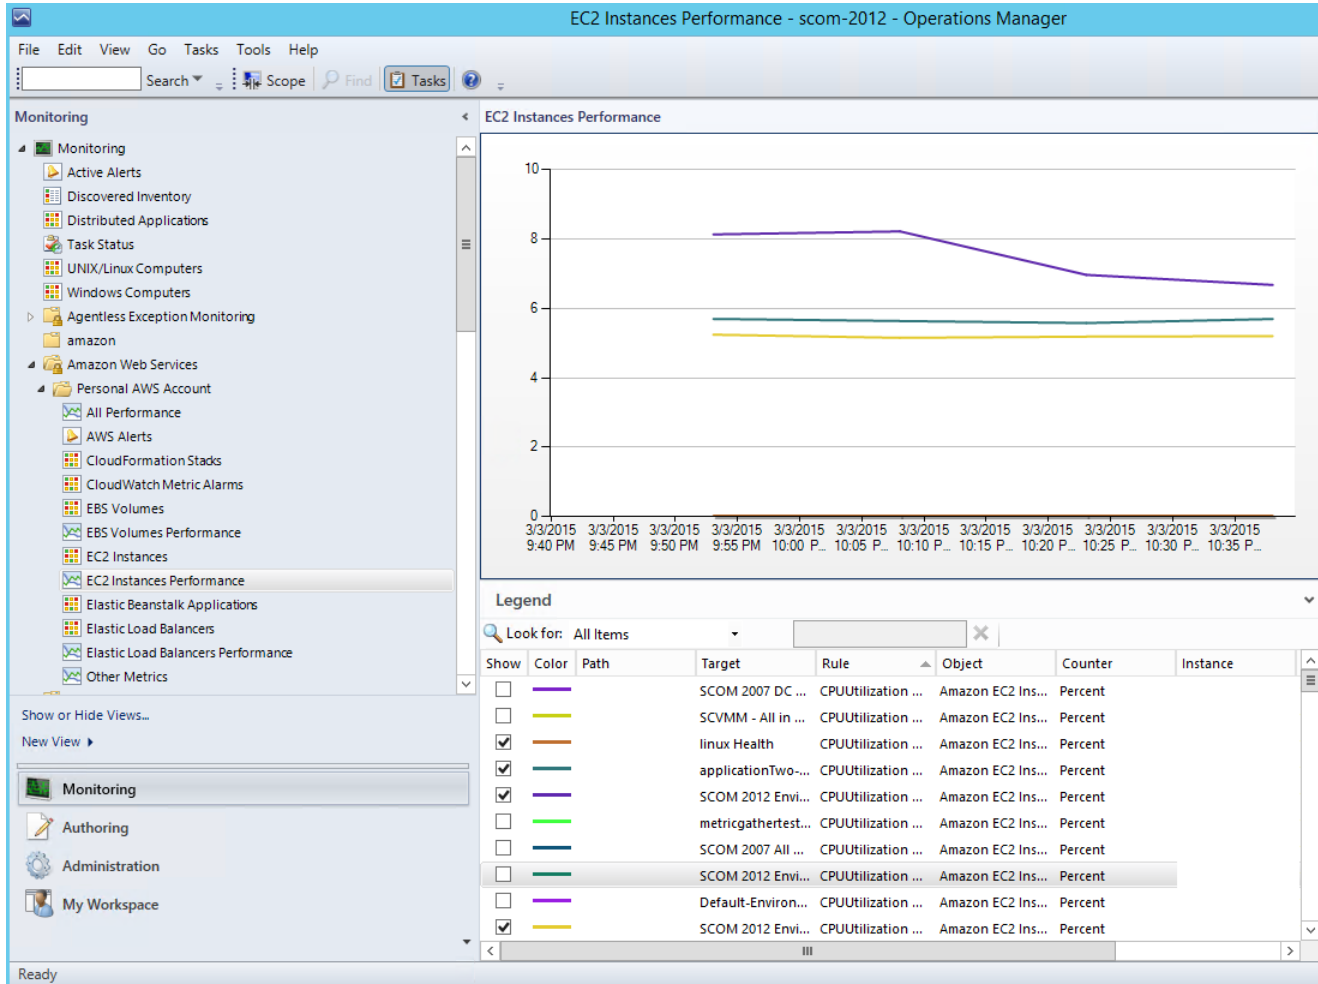 EC2 Instances Performance - scom-2012 - Operations Manager
File Edit View Go Tasks Tools Help
Search Scope Find Tasks
Monitoring
Monitoring
Active Alerts
Discovered Inventory
Distributed Applications
Task Status
UNIX/Linux Computers
Windows Computers
Agentless Exception Monitoring
amazon
Amazon Web Services
Personal AWS Account
All Performance
AWS Alerts
CloudFormation Stacks
CloudWatch Metric Alarms
EBS Volumes
EBS Volumes Performance
EC2 Instances
EC2 Instances Performance
Elastic Beanstalk Applications
Elastic Load Balancers
Elastic Load Balancers Performance
Other Metrics
Show or Hide Views...
New View
Monitoring
Authoring
Administration
My Workspace
EC2 Instances Performance
10
8
6
4
2
0
3/3/2015 3/3/2015 3/3/2015 3/3/2015 3/3/2015 3/3/2015 3/3/2015 3/3/2015 3/3/2015 3/3/2015 3/3/2015 3/3/2015
9:40 PM 9:45 PM 9:50 PM 9:55 PM 10:00 P... 10:05 P... 10:10 P... 10:15 P... 10:20 P... 10:25 P... 10:30 P... 10:35 P...
Legend
Look for: All Items
Show Color Path Target Rule Object Counter Instance
SCOM 2007 DC ... CPUUtilization ... Amazon EC2 Ins... Percent
SCVMM - All in ... CPUUtilization ... Amazon EC2 Ins... Percent
linux Health CPUUtilization ... Amazon EC2 Ins... Percent
applicationTwo-... CPUUtilization ... Amazon EC2 Ins... Percent
SCOM 2012 Envi... CPUUtilization ... Amazon EC2 Ins... Percent
metricgathertest... CPUUtilization ... Amazon EC2 Ins... Percent
SCOM 2007 All ... CPUUtilization ... Amazon EC2 Ins... Percent
SCOM 2012 Envi... CPUUtilization ... Amazon EC2 Ins... Percent
Default-Environ... CPUUtilization ... Amazon EC2 Ins... Percent
SCOM 2012 Envi... CPUUtilization ... Amazon EC2 Ins... Percent
Ready